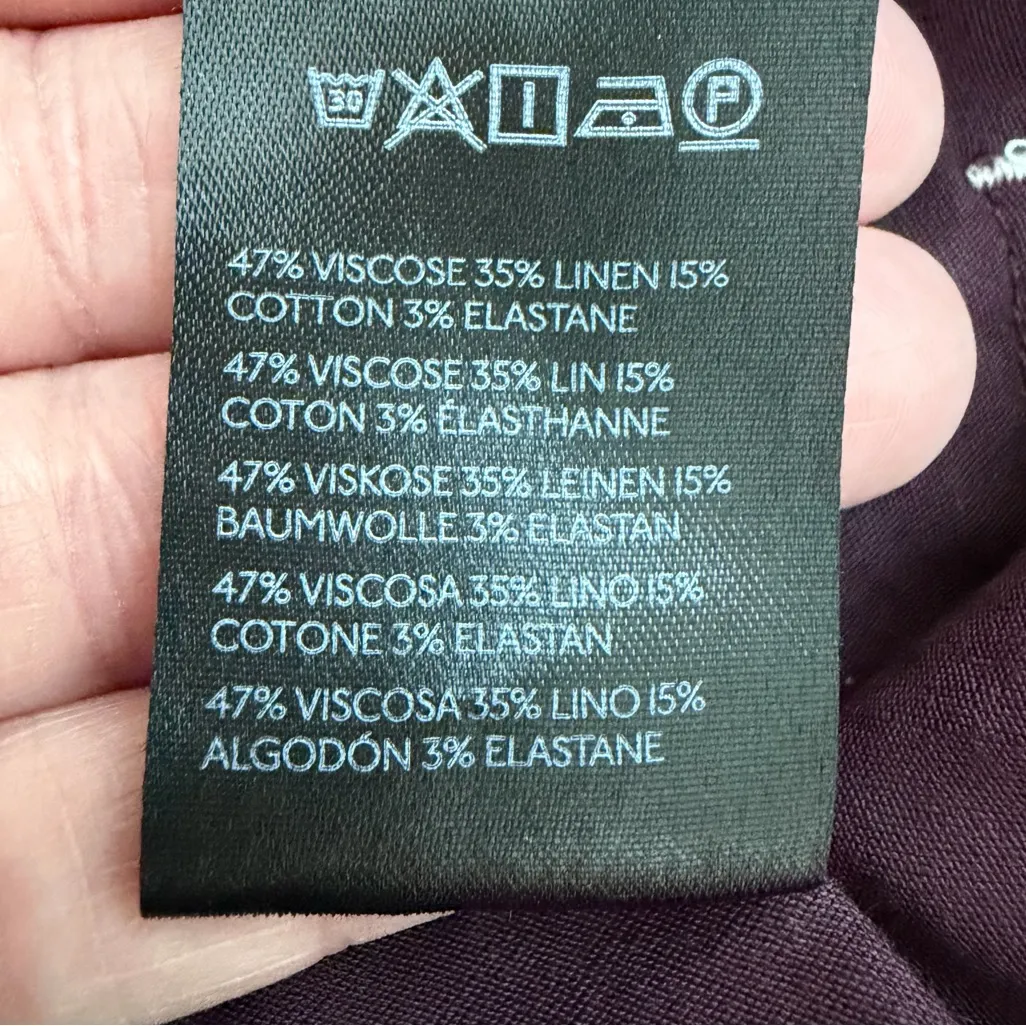 30
P
47% VISCOSE 35% LINEN 15%
COTTON 3% ELASTANE
47% VISCOSE 35% LIN 15%
COTON 3% ÉLASTHANNE
47% VISKOSE 35% LEINEN 15%
BAUMWOLLE 3% ELASTAN
47% VISCOSA 35% LINO 15%
COTONE 3% ELASTAN
47% VISCOSA 35% LINO 15%
ALGODÓN 3% ELASTANE